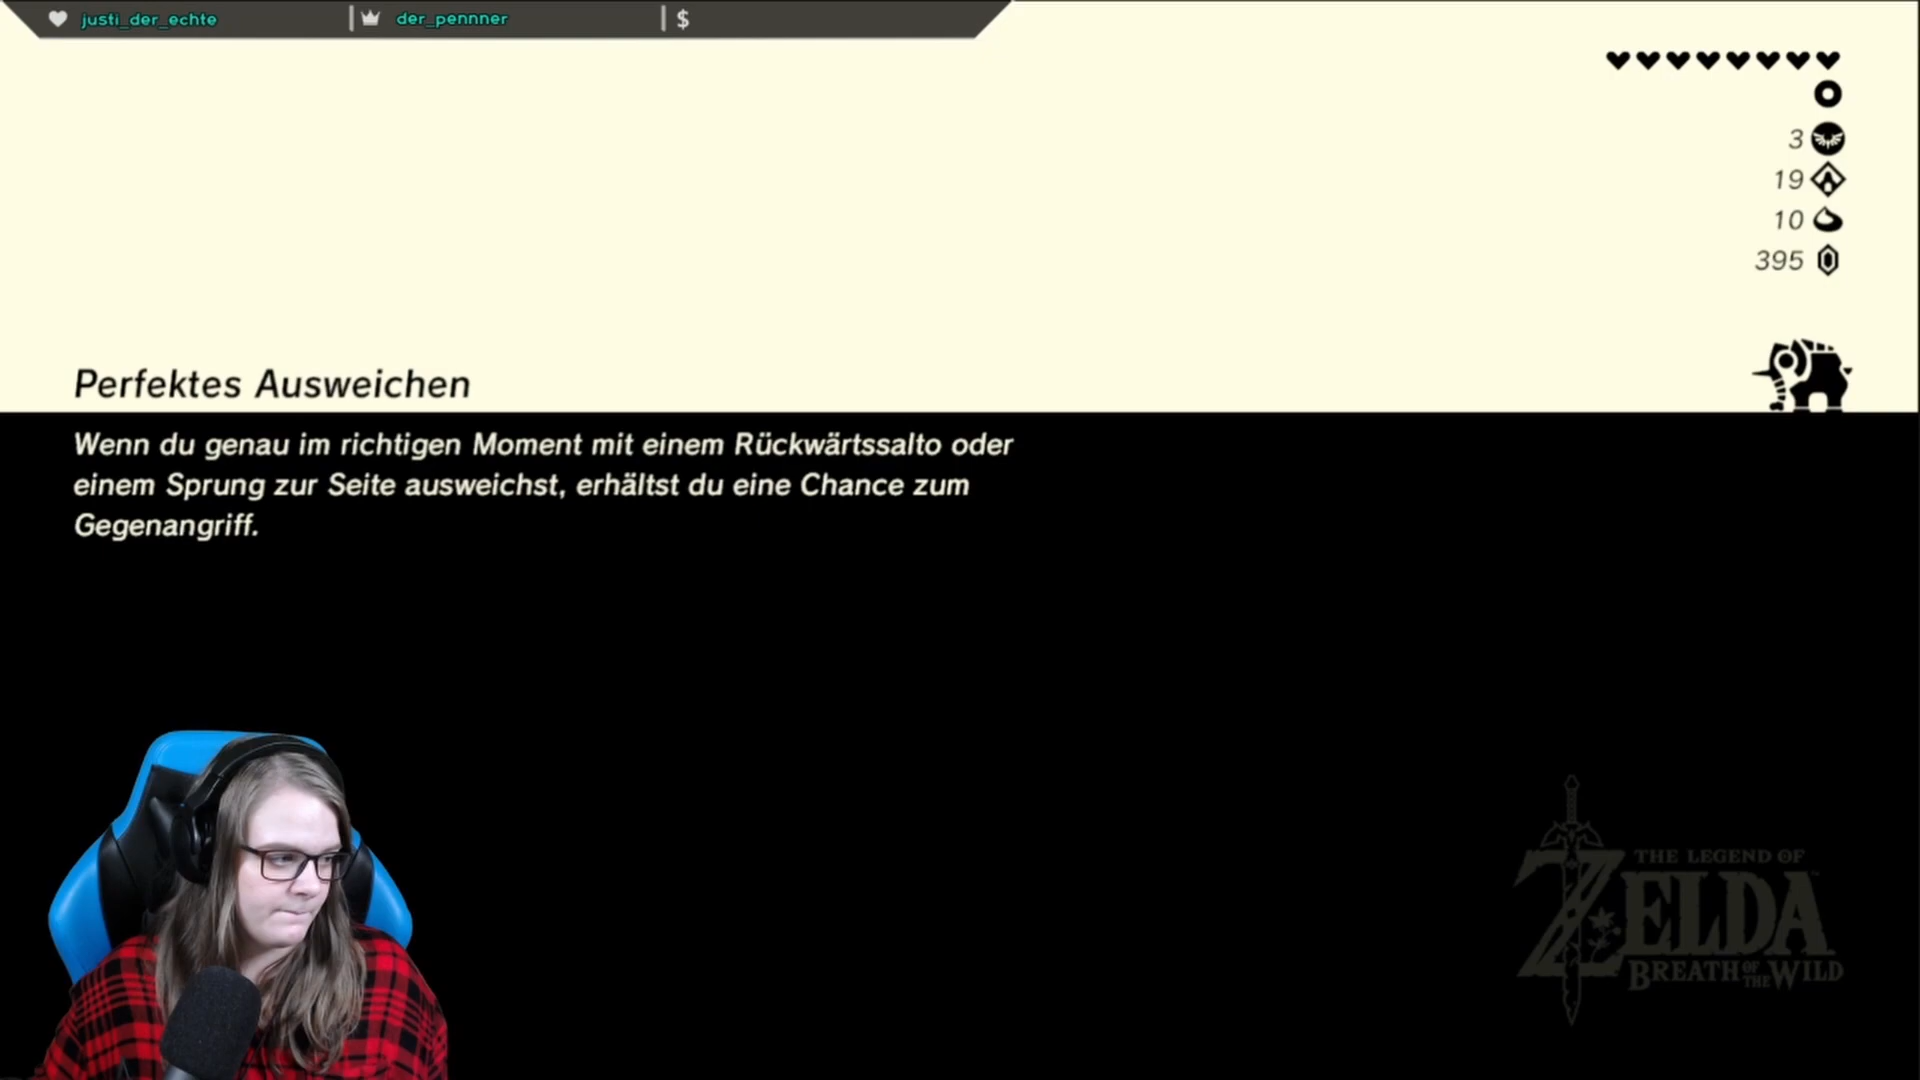 justi_der_echte | der_pennner | $
3
19
10
395
Perfektes Ausweichen
Wenn du genau im richtigen Moment mit einem Rückwärtssalto oder
einem Sprung zur Seite ausweichst, erhältst du eine Chance zum
Gegenangriff.
THE LEGEND OF
ZELDA
BREATH OF THE WILD